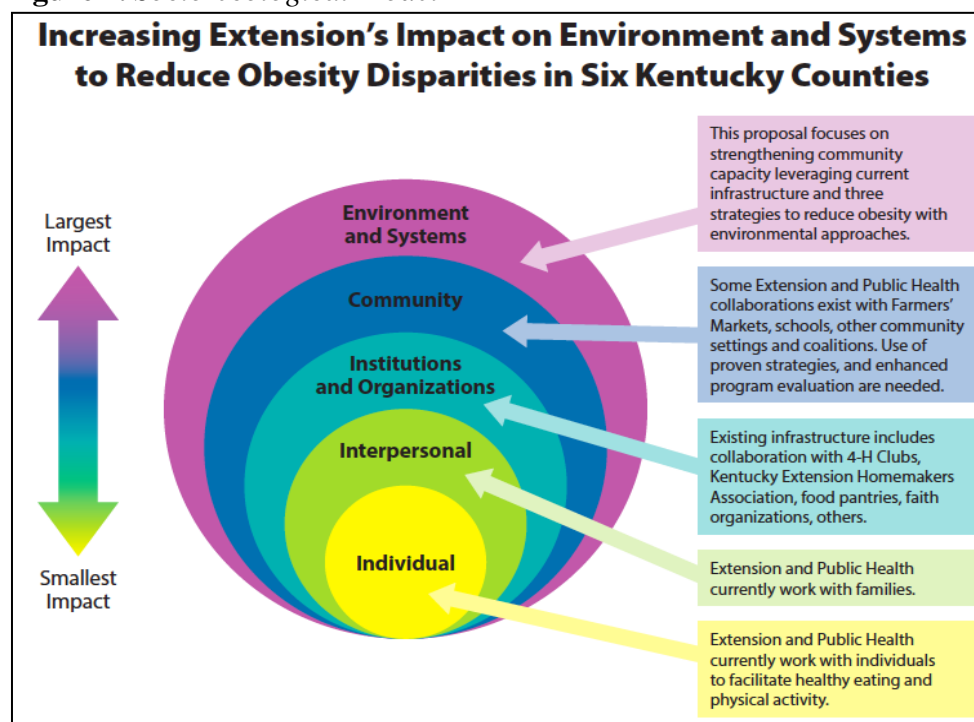 Increasing Extension's Impact on Environment and Systems
to Reduce Obesity Disparities in Six Kentucky Counties
Largest
Impact
Smallest
Impact
Environment
and Systems
Community
Institutions
and Organizations
Interpersonal
Individual
This proposal focuses on
strengthening community
capacity leveraging current
infrastructure and three
strategies to reduce obesity with
environmental approaches.
Some Extension and Public Health
collaborations exist with Farmers'
Markets, schools, other community
settings and coalitions. Use of
proven strategies, and enhanced
program evaluation are needed.
Existing infrastructure includes
collaboration with 4-H Clubs,
Kentucky Extension Homemakers
Association, food pantries, faith
organizations, others.
Extension and Public Health
currently work with families.
Extension and Public Health
currently work with individuals
to facilitate healthy eating and
physical activity.